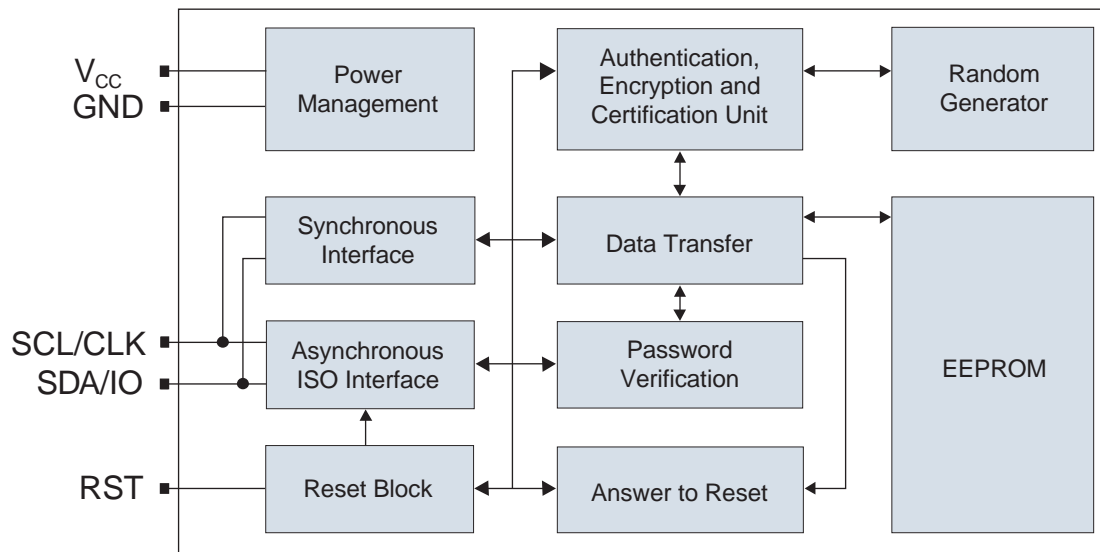 V_CC
GND
Power
Management
Authentication,
Encryption and
Certification Unit
Random
Generator
Synchronous
Interface
Data Transfer
EEPROM
SCL/CLK
SDA/IO
Asynchronous
ISO Interface
Password
Verification
RST
Reset Block
Answer to Reset